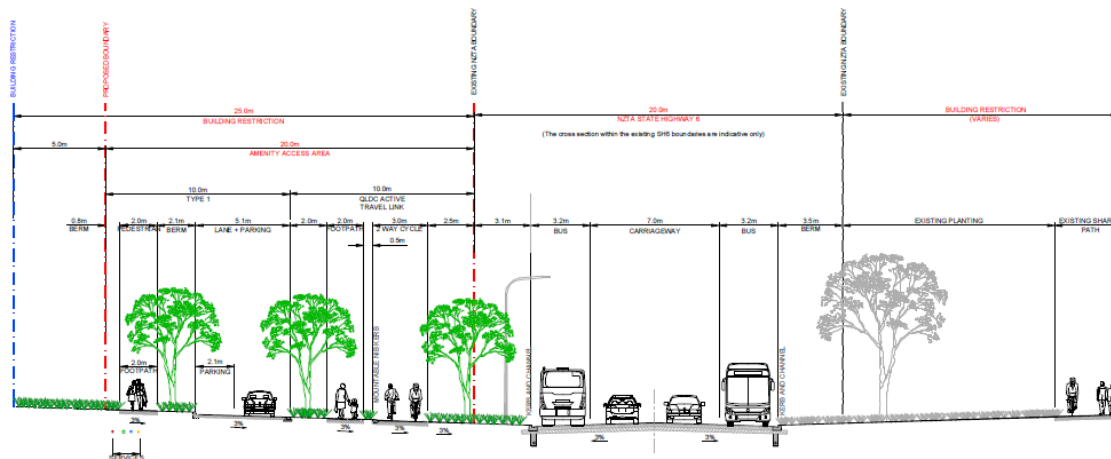 BUILDING RESTRICTION
PROPOSED BOUNDARY
EXISTING NZTA BOUNDARY
EXISTING NZTA BOUNDARY
25.0m
BUILDING RESTRICTION
20.0m
NZTA STATE HIGHWAY 6
BUILDING RESTRICTION
(VARIES)
(The cross section within the existing SH6 boundaries are indicative only)
5.0m
20.0m
AMENITY ACCESS AREA
10.0m
TYPE 1
10.0m
QLDC ACTIVE
TRAVEL LINK
0.8m
BERM
2.0m
PEDESTRIAN
2.1m
BERM
5.1m
LANE + PARKING
2.0m
2.0m
FOOTPATH
0.5m
3.0m
2 WAY CYCLE
2.5m
3.1m
3.2m
BUS
7.0m
CARRIAGEWAY
3.2m
BUS
3.5m
BERM
EXISTING PLANTING
EXISTING SHAR
PATH
2.0m
FOOTPATH
2.1m
PARKING
MOUNTABLE NIB KERB
KERB AND CHANNEL
KERB AND CHANNEL
3%
3%
3%
3%
3%
3%
3%
SERVICES